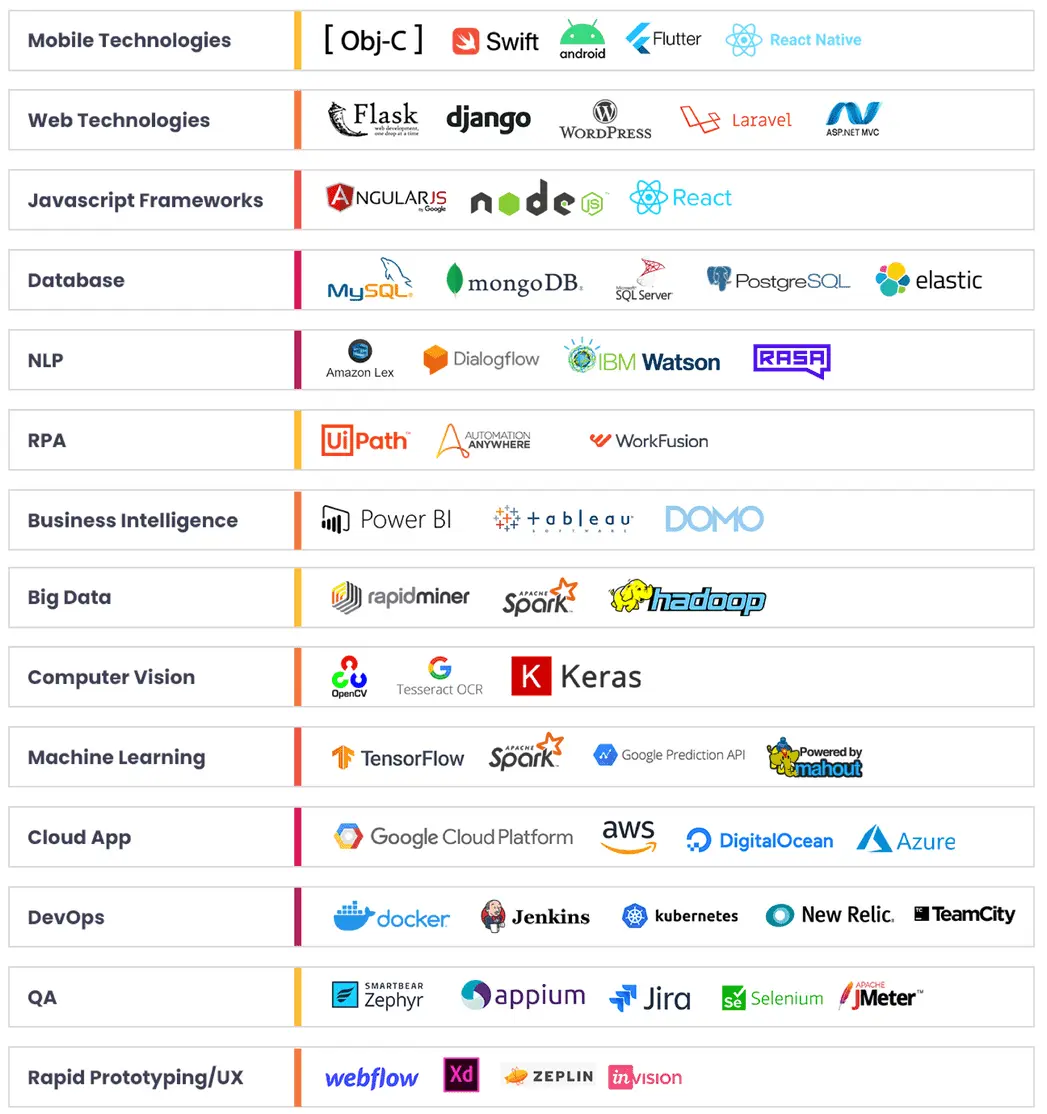 Mobile Technologies
[ Obj-C ] Swift android Flutter React Native
Web Technologies
Flask web development, one drop at a time django WORDPRESS Laravel ASP.NET MVC
Javascript Frameworks
ANGULARJS by Google node JS React
Database
MySQL mongoDB Microsoft SQL Server PostgreSQL elastic
NLP
Amazon Lex Dialogflow IBM Watson RASA
RPA
UiPath™ AUTOMATION ANYWHERE WorkFusion
Business Intelligence
Power BI tableau SOFTWARE DOMO
Big Data
rapidminer APACHE Spark™ hadoop
Computer Vision
OpenCV Tesseract OCR K Keras
Machine Learning
TensorFlow APACHE Spark™ Google Prediction API Powered by mahout
Cloud App
Google Cloud Platform aws DigitalOcean Azure
DevOps
docker Jenkins kubernetes New Relic. TeamCity
QA
SMARTBEAR Zephyr appium Jira Se Selenium APACHE JMeter™
Rapid Prototyping/UX
webflow Xd ZEPLIN invision